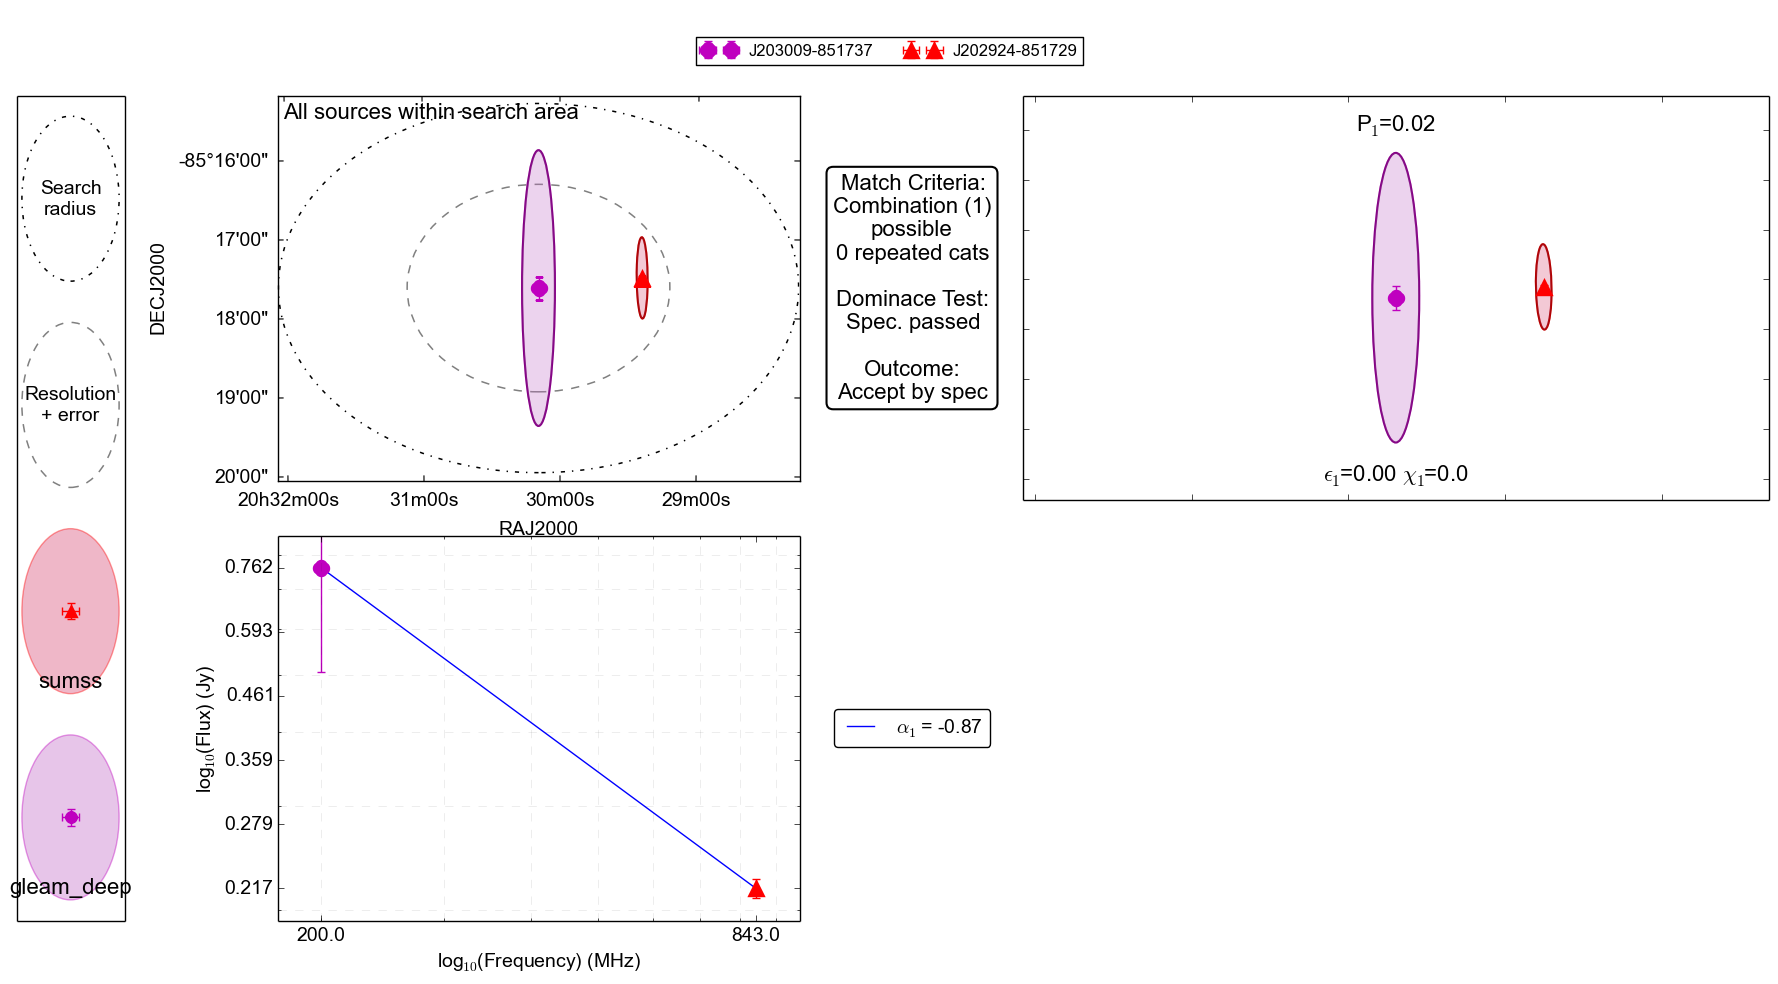 J203009-851737
J202924-851729
Search
radius
Resolution
+ error
sumss
gleam_deep
All sources within search area
DECJ2000
-85°16'00"
17'00"
18'00"
19'00"
20'00"
20h32m00s
31m00s
30m00s
29m00s
RAJ2000
Match Criteria:
Combination (1)
possible
0 repeated cats
Dominace Test:
Spec. passed
Outcome:
Accept by spec
P₁=0.02
ϵ₁=0.00 χ₁=0.0
log₁₀(Flux) (Jy)
0.762
0.593
0.461
0.359
0.279
0.217
200.0
843.0
log₁₀(Frequency) (MHz)
α₁ = -0.87